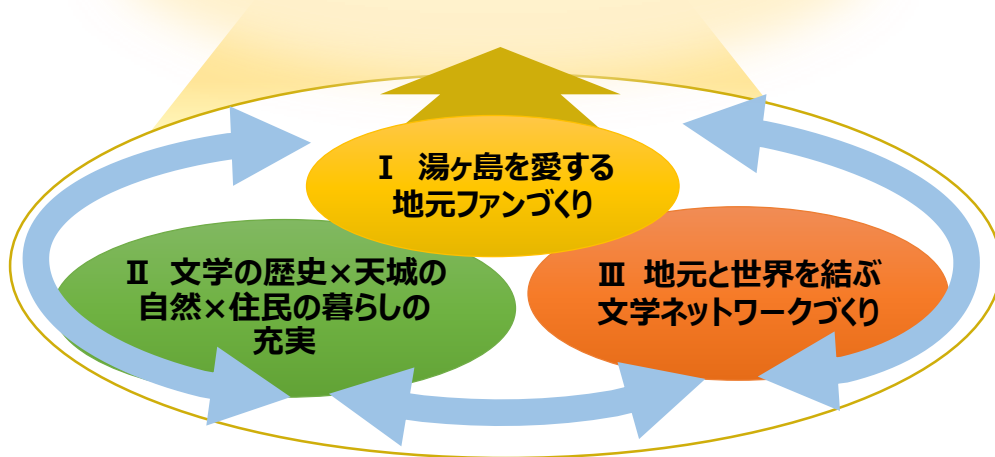 Ⅰ 湯ヶ島を愛する
地元ファンづくり
Ⅱ 文学の歴史×天城の
自然×住民の暮らしの
充実
Ⅲ 地元と世界を結ぶ
文学ネットワークづくり